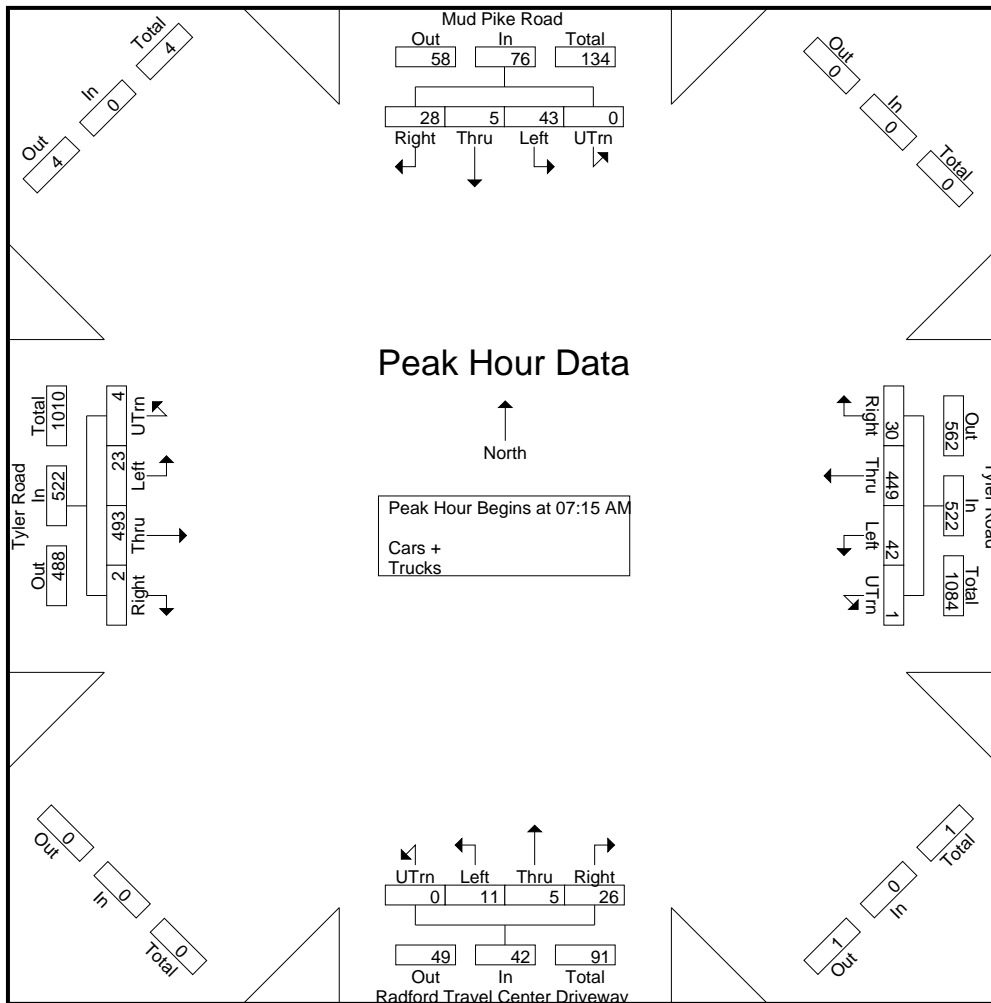 Mud Pike Road
Out In Total
58 76 134
28 5 43 0
Right Thru Left UTrn
Total
4
In
0
Out
4
Out
0
In
0
Total
0
Peak Hour Data
North
Peak Hour Begins at 07:15 AM
Cars +
Trucks
Tyler Road
Total In Out
1010 522 488
4 23 493 2
UTrn Left Thru Right
Right Thru Left UTrn
30 449 42 1
Out In Total
562 522 1084
Tyler Road
0
Out
0
In
0
Total
1
Total
0
In
1
Out
UTrn Left Thru Right
0 11 5 26
49 42 91
Out In Total
Radford Travel Center Driveway